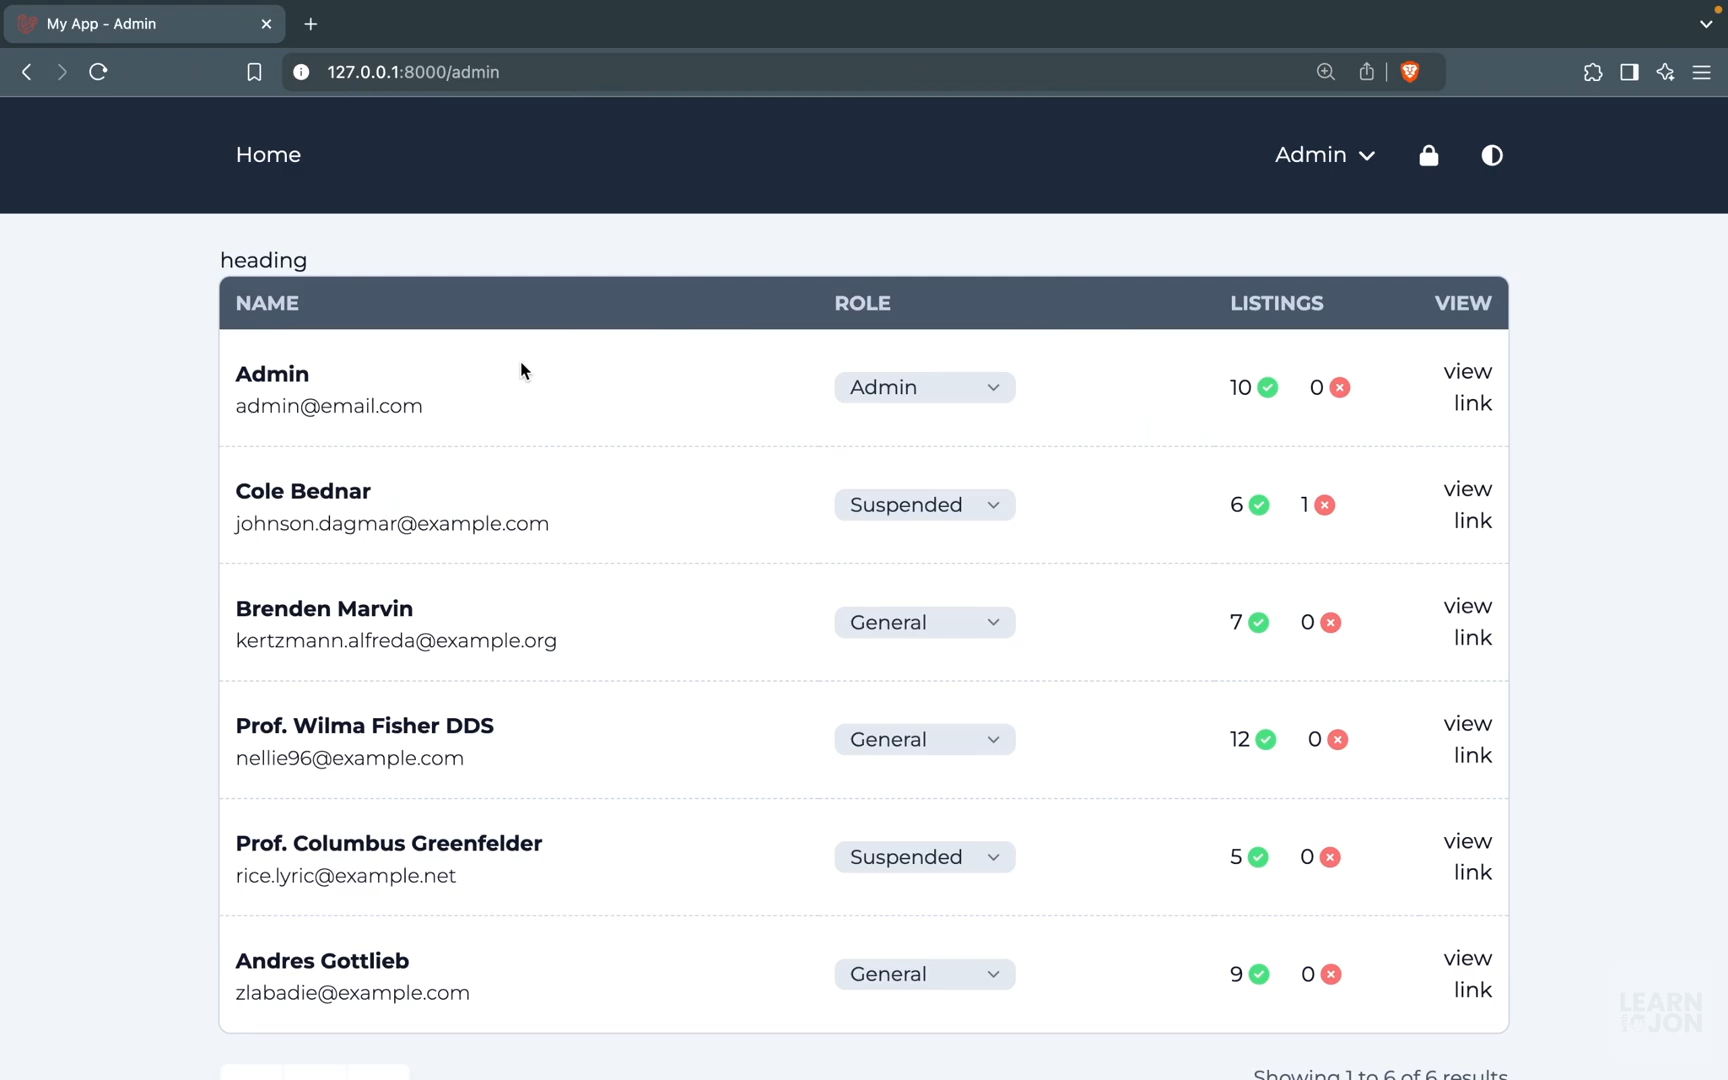 My App - Admin
127.0.0.1:8000/admin
Home
Admin
heading
NAME ROLE LISTINGS VIEW
Admin
admin@email.com
Admin
10 0
view
link
Cole Bednar
johnson.dagmar@example.com
Suspended
6 1
view
link
Brenden Marvin
kertzmann.alfreda@example.org
General
7 0
view
link
Prof. Wilma Fisher DDS
nellie96@example.com
General
12 0
view
link
Prof. Columbus Greenfelder
rice.lyric@example.net
Suspended
5 0
view
link
Andres Gottlieb
zlabadie@example.com
General
9 0
view
link
Showing 1 to 6 of 6 results
LEARN
JON